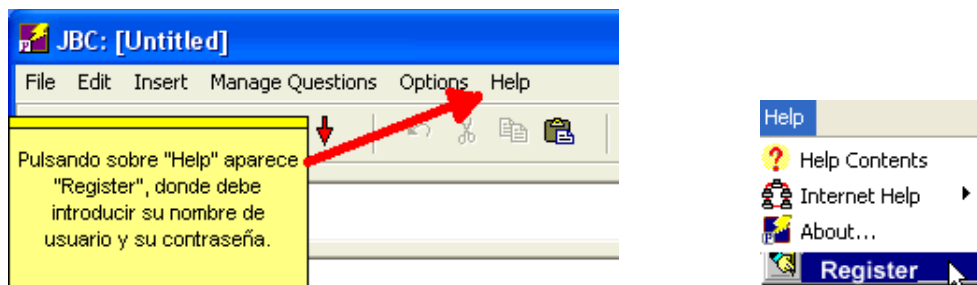 JBC: [Untitled]
File Edit Insert Manage Questions Options Help
Pulsando sobre "Help" aparece
"Register", donde debe
introducir su nombre de
usuario y su contraseña.
Help
Help Contents
Internet Help
About...
Register